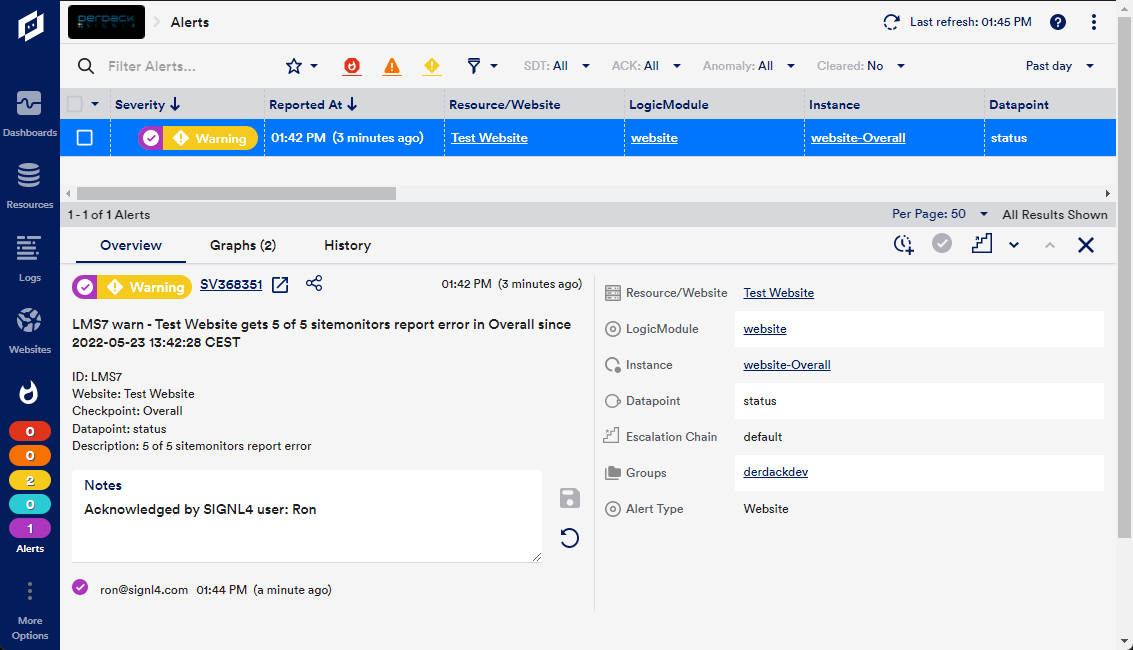 derdack
SIGNL4
Alerts
Last refresh: 01:45 PM
Filter Alerts...
SDT: All
ACK: All
Anomaly: All
Cleared: No
Past day
Severity
Reported At
Resource/Website
LogicModule
Instance
Datapoint
Warning
01:42 PM (3 minutes ago)
Test Website
website
website-Overall
status
1 - 1 of 1 Alerts
Per Page: 50
All Results Shown
Overview
Graphs (2)
History
Warning
SV368351
01:42 PM (3 minutes ago)
LMS7 warn - Test Website gets 5 of 5 sitemonitors report error in Overall since
2022-05-23 13:42:28 CEST
ID: LMS7
Website: Test Website
Checkpoint: Overall
Datapoint: status
Description: 5 of 5 sitemonitors report error
Notes
Acknowledged by SIGNL4 user: Ron
ron@signl4.com 01:44 PM (a minute ago)
Resource/Website Test Website
LogicModule website
Instance website-Overall
Datapoint status
Escalation Chain default
Groups derdackdev
Alert Type Website
Dashboards
Resources
Logs
Websites
0
0
2
0
1
Alerts
More
Options